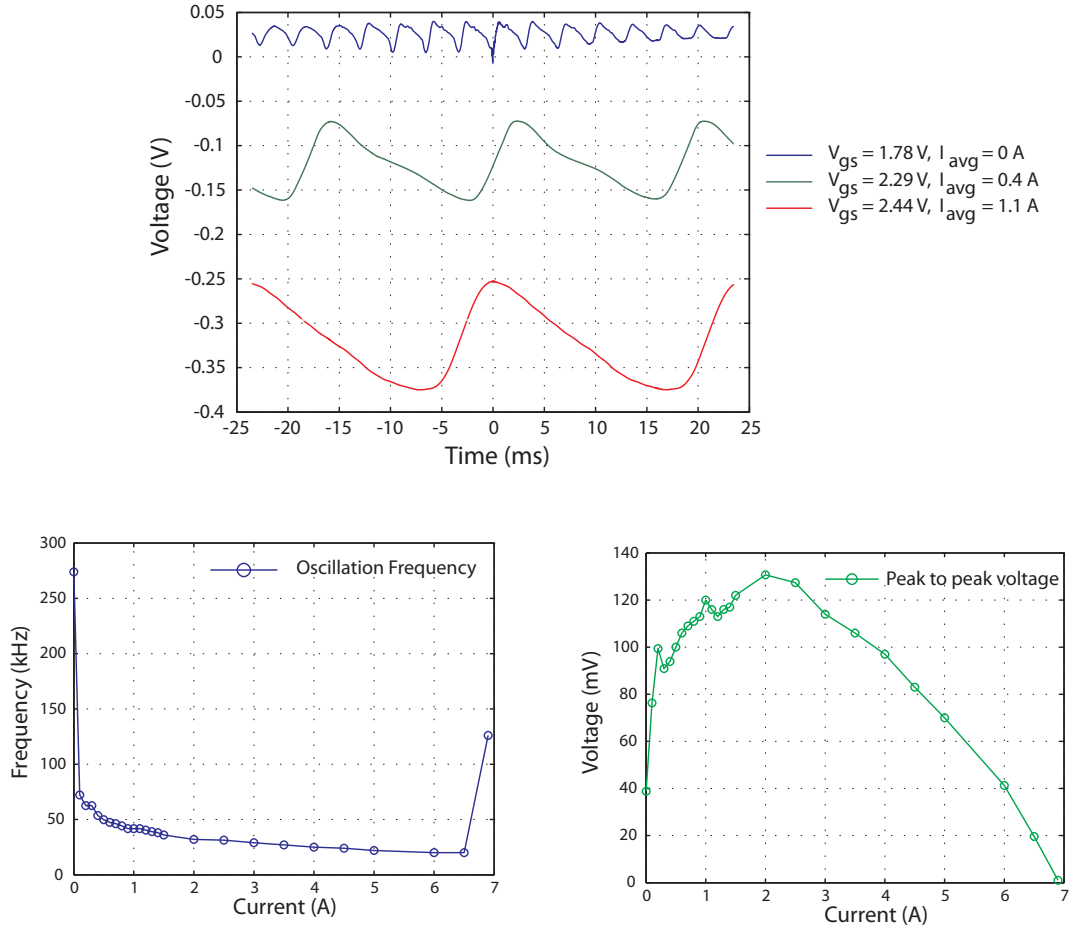 0.05
0
-0.05
-0.1
-0.15
-0.2
-0.25
-0.3
-0.35
-0.4
Voltage (V)
-25 -20 -15 -10 -5 0 5 10 15 20 25
Time (ms)
Vgs = 1.78 V, I avg = 0 A
Vgs = 2.29 V, I avg = 0.4 A
Vgs = 2.44 V, I avg = 1.1 A
300
250
200
150
100
50
0
Frequency (kHz)
Oscillation Frequency
0 1 2 3 4 5 6 7
Current (A)
140
120
100
80
60
40
20
0
Voltage (mV)
Peak to peak voltage
0 1 2 3 4 5 6 7
Current (A)